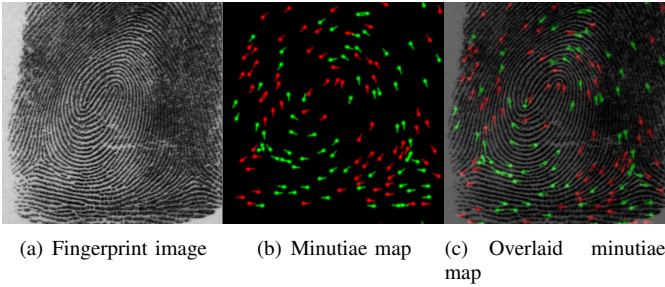 (a) Fingerprint image
(b) Minutiae map
(c) Overlaid minutiae
map